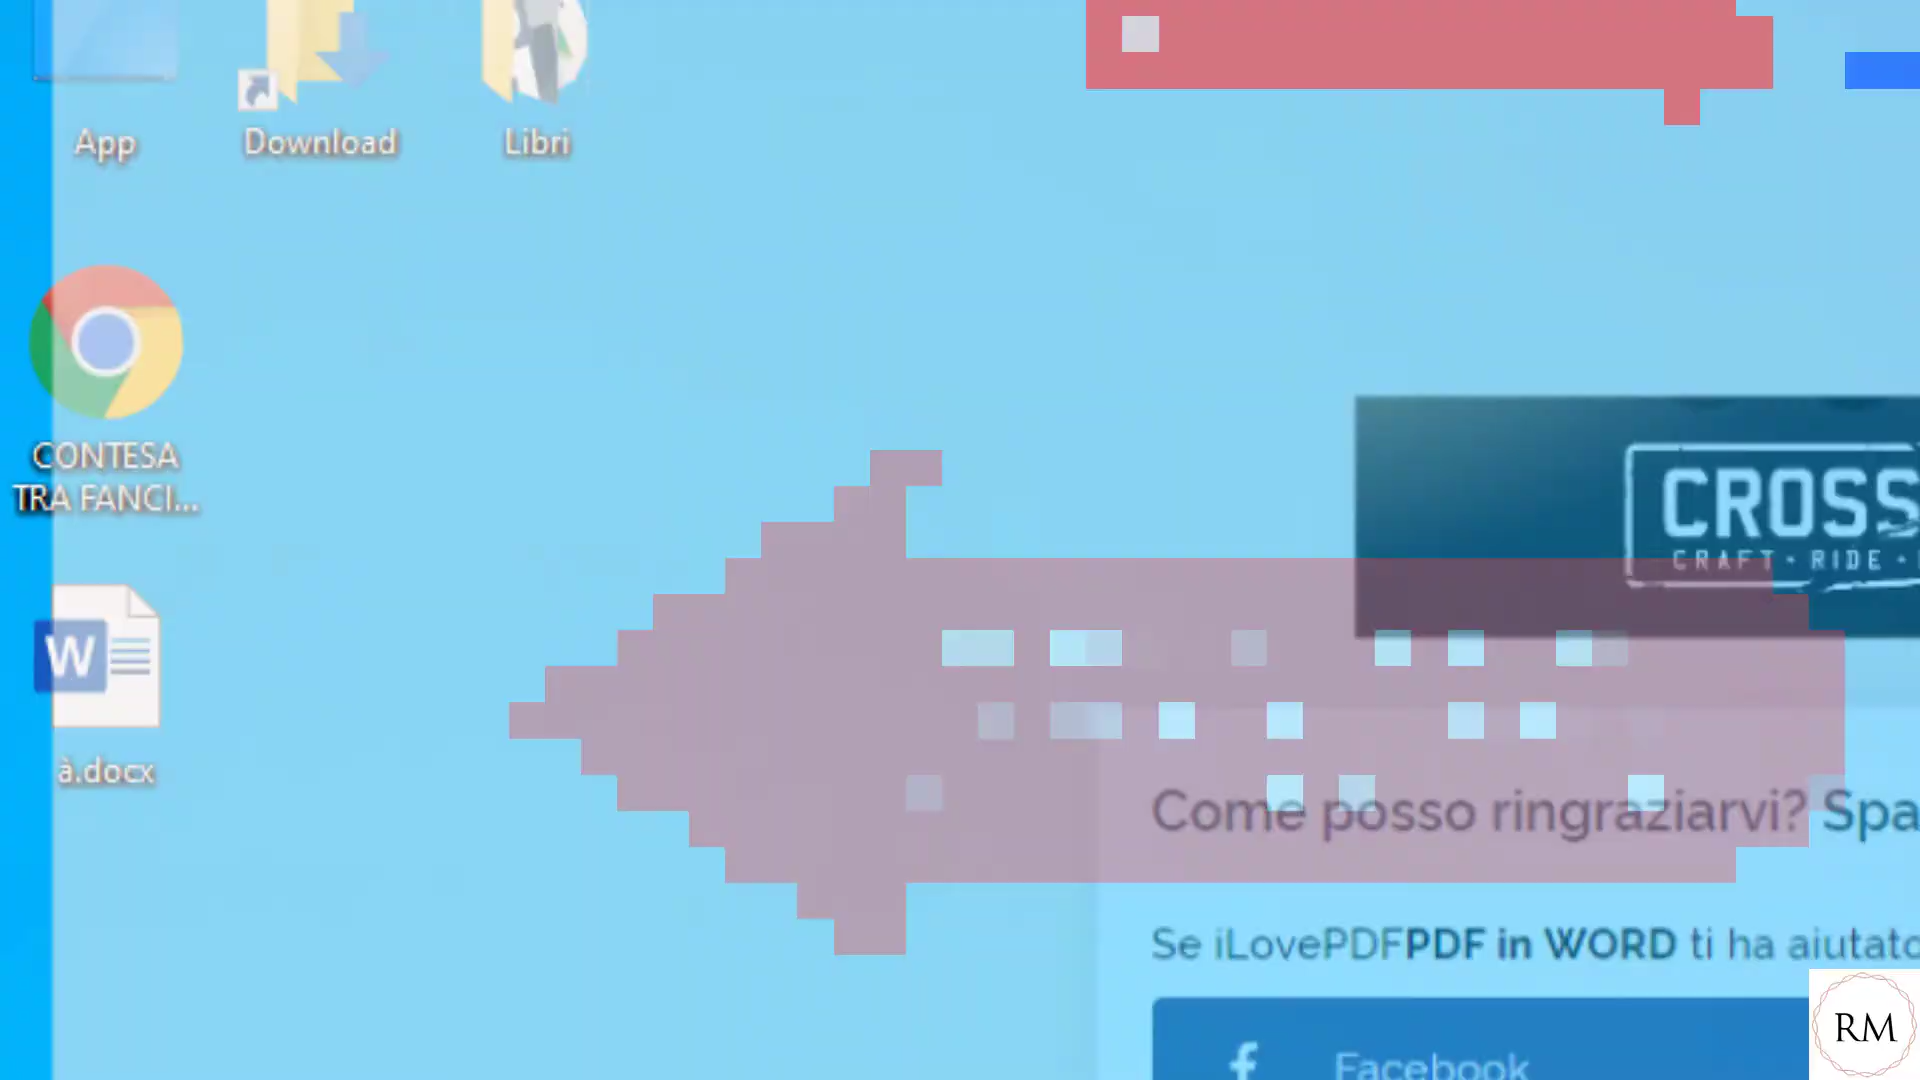 App
Download
Libri
CONTESA
TRA FANCI...
CROSS
CRAFT · RIDE ·
W
à.docx
Come posso ringraziarvi? Spa
Se iLovePDFPDF in WORD ti ha aiutato
f
Facebook
RM